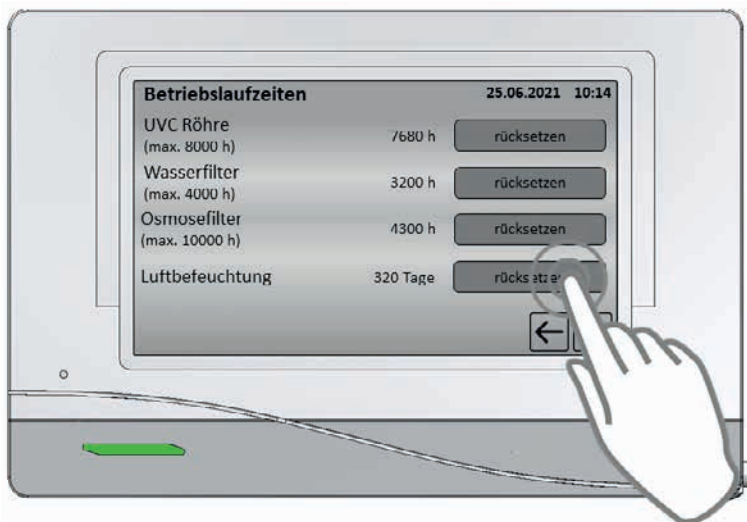 Betriebslaufzeiten 25.06.2021 10:14
UVC Röhre 7680 h rücksetzen
(max. 8000 h)
Wasserfilter 3200 h rücksetzen
(max. 4000 h)
Osmosefilter 4300 h rücksetzen
(max. 10000 h)
Luftbefeuchtung 320 Tage rücksetzen